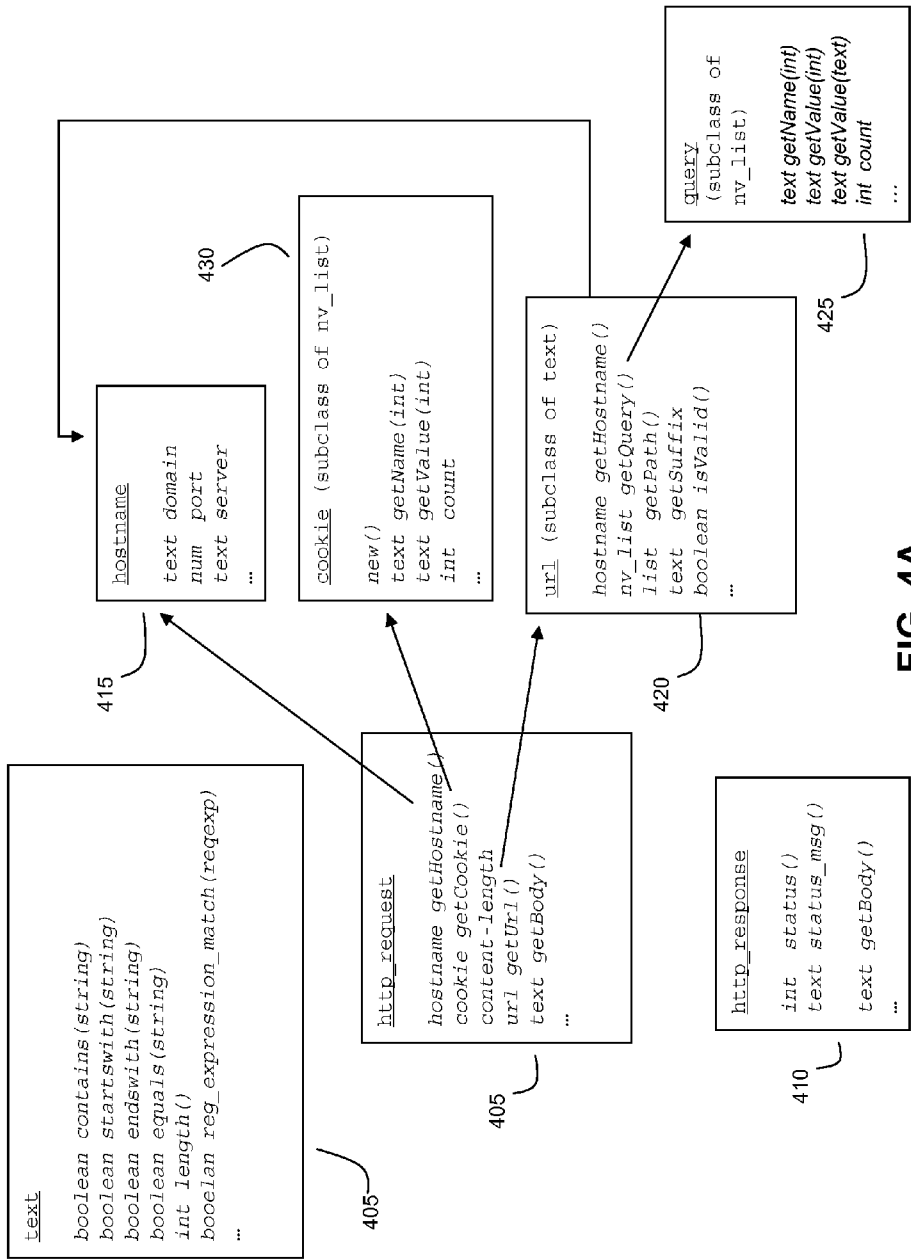 text
boolean contains(string)
boolean startswith(string)
boolean endswith(string)
boolean equals(string)
int length()
booelan reg_expression_match(reqexp)
…
405
http_request
hostname getHostname()
cookie getCookie()
content-length
url getUrl()
text getBody()
…
405
http_response
int status()
text status_msg()
text getBody()
…
410
hostname
text domain
num port
text server
…
415
cookie (subclass of nv_list)
new()
text getName(int)
text getValue(int)
int count
…
430
url (subclass of text)
hostname getHostname()
nv_list getQuery()
list getPath()
text getSuffix
boolean isValid()
…
420
query
(subclass of
nv_list)
text getName(int)
text getValue(int)
text getValue(text)
int count
...
425
FIG. 4A